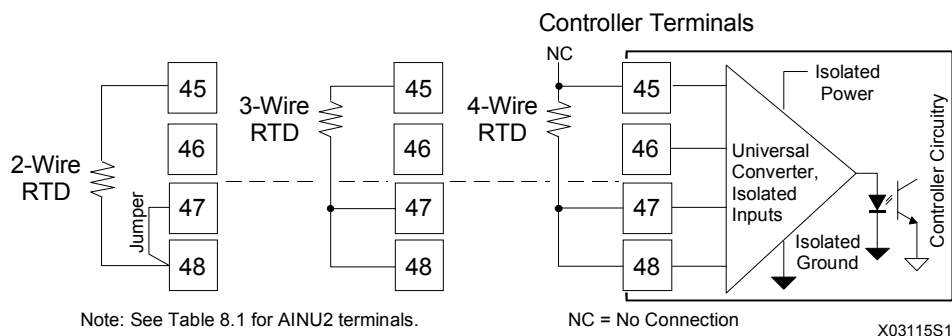 Controller Terminals
NC
2-Wire
RTD
Jumper
45
46
47
48
3-Wire
RTD
45
46
47
48
4-Wire
RTD
45
46
47
48
Universal
Converter,
Isolated
Inputs
Isolated
Power
Isolated
Ground
Controller Circuitry
Note: See Table 8.1 for AINU2 terminals.
NC = No Connection
X03115S1